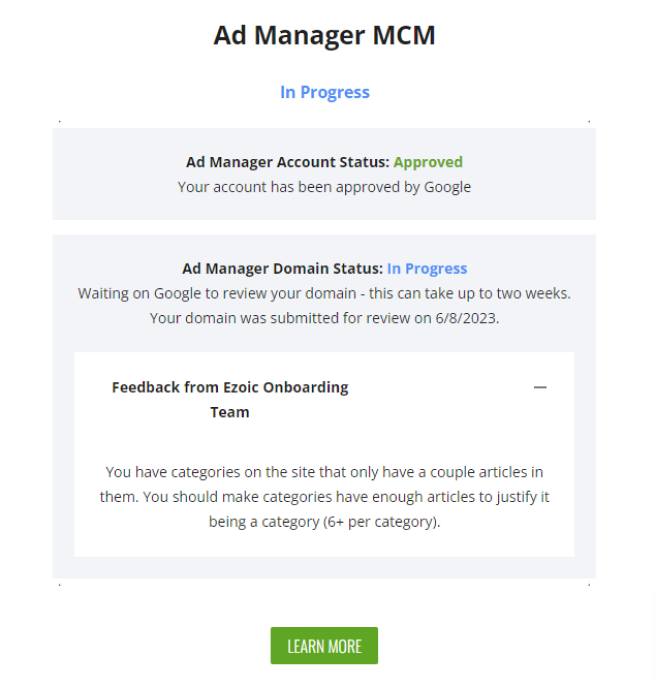 Ad Manager MCM
In Progress
Ad Manager Account Status: Approved
Your account has been approved by Google
Ad Manager Domain Status: In Progress
Waiting on Google to review your domain - this can take up to two weeks.
Your domain was submitted for review on 6/8/2023.
Feedback from Ezoic Onboarding
Team
You have categories on the site that only have a couple articles in
them. You should make categories have enough articles to justify it
being a category (6+ per category).
LEARN MORE